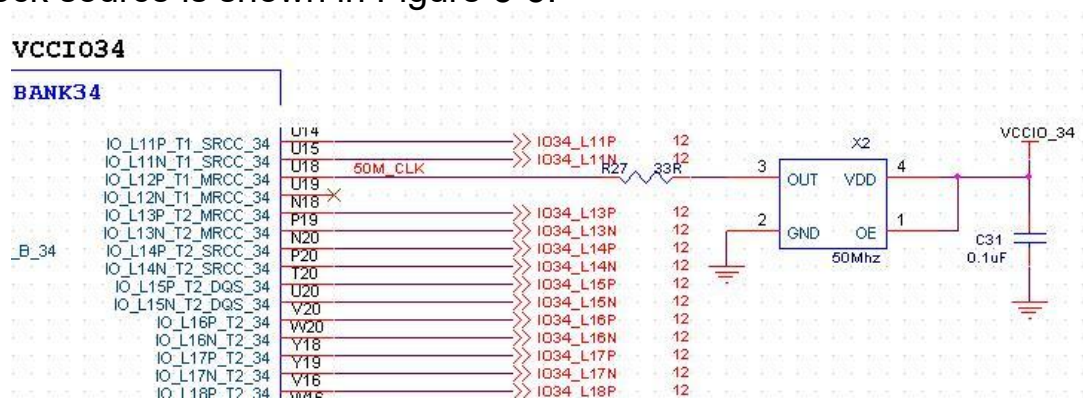 ock source is shown in Figure 3-3.
VCCIO34
BANK34
IO_L11P_T1_SRCC_34 U14 IO34_L11P 12
IO_L11N_T1_SRCC_34 U15 IO34_L11N 12
IO_L12P_T1_MRCC_34 U18 50M_CLK R27 33R
IO_L12N_T1_MRCC_34 U19
IO_L13P_T2_MRCC_34 N18 IO34_L13P 12
IO_L13N_T2_MRCC_34 P19 IO34_L13N 12
_B_34 IO_L14P_T2_SRCC_34 N20 IO34_L14P 12
IO_L14N_T2_SRCC_34 P20 IO34_L14N 12
IO_L15P_T2_DQS_34 T20 IO34_L15P 12
IO_L15N_T2_DQS_34 U20 IO34_L15N 12
IO_L16P_T2_34 V20 IO34_L16P 12
IO_L16N_T2_34 W20 IO34_L16N 12
IO_L17P_T2_34 Y18 IO34_L17P 12
IO_L17N_T2_34 Y19 IO34_L17N 12
IO_L18P_T2_34 V16 IO34_L18P 12
W16
VCCIO_34
X2
3 OUT VDD 4
2 GND OE 1
50Mhz
C31
0.1uF